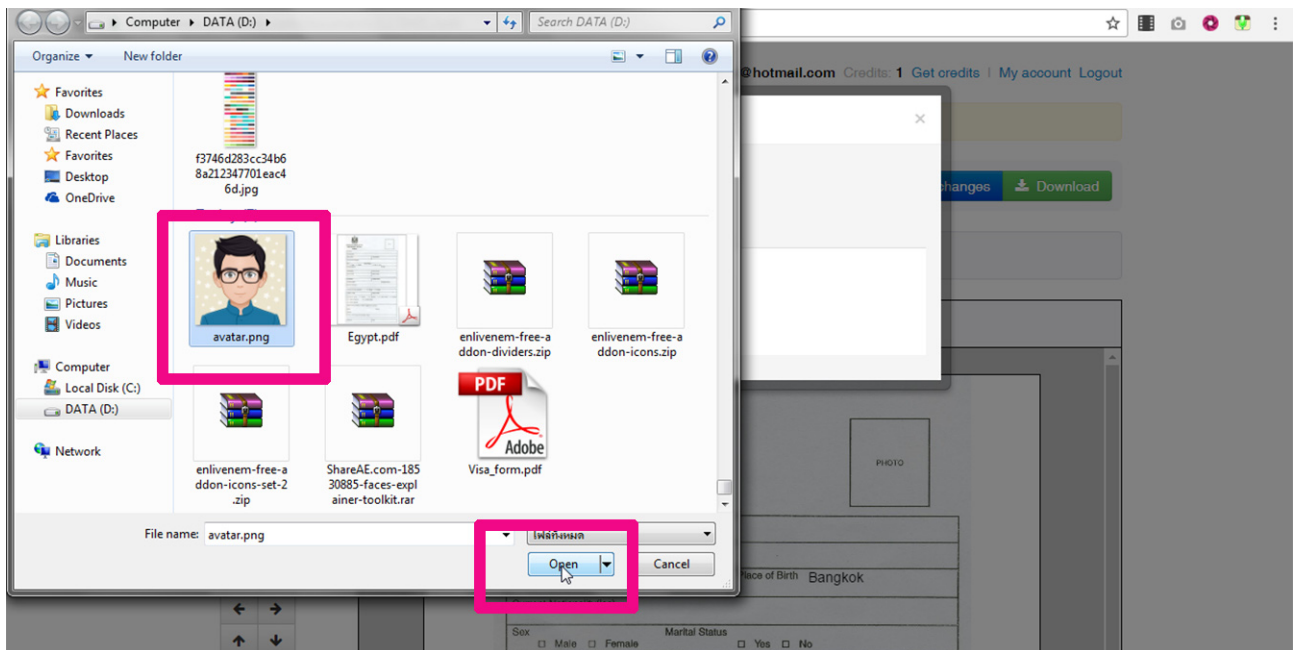 Computer DATA (D:)
Search DATA (D:)
Organize New folder
@hotmail.com Credits: 1 Get credits | My account Logout
Favorites
Downloads
Recent Places
Favorites
Desktop
OneDrive
Libraries
Documents
Music
Pictures
Videos
Computer
Local Disk (C:)
DATA (D:)
Network
f3746d283cc34b6
8a212347701eac4
6d.jpg
avatar.png
Egypt.pdf
enlivenem-free-a
ddon-dividers.zip
enlivenem-free-a
ddon-icons.zip
enlivenem-free-a
ddon-icons-set-2
.zip
ShareAE.com-185
30885-faces-expl
ainer-toolkit.rar
PDF
Adobe
Visa_form.pdf
File name: avatar.png
ไฟล์ทั้งหมด
Open Cancel
changes Download
PHOTO
Place of Birth Bangkok
Sex Marital Status
Male Female Yes No